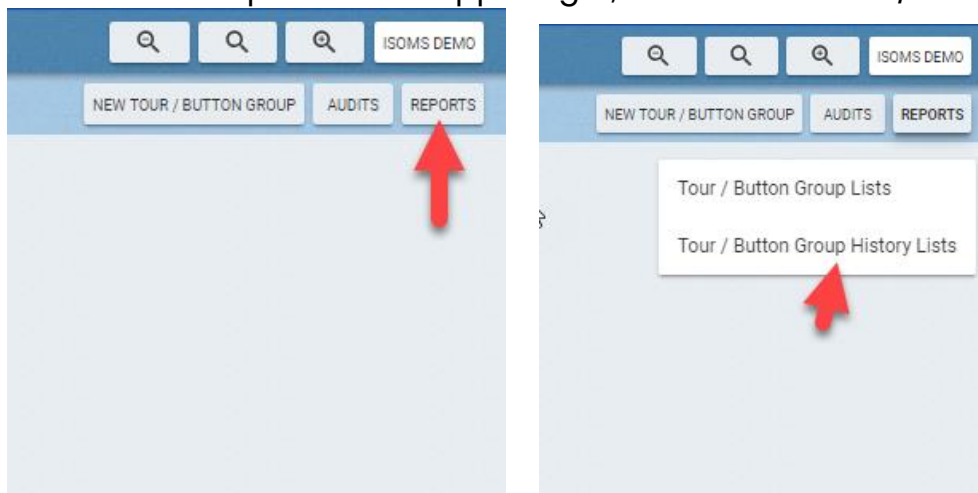 ISOMS DEMO
NEW TOUR / BUTTON GROUP AUDITS REPORTS
ISOMS DEMO
NEW TOUR / BUTTON GROUP AUDITS REPORTS
Tour / Button Group Lists
Tour / Button Group History Lists